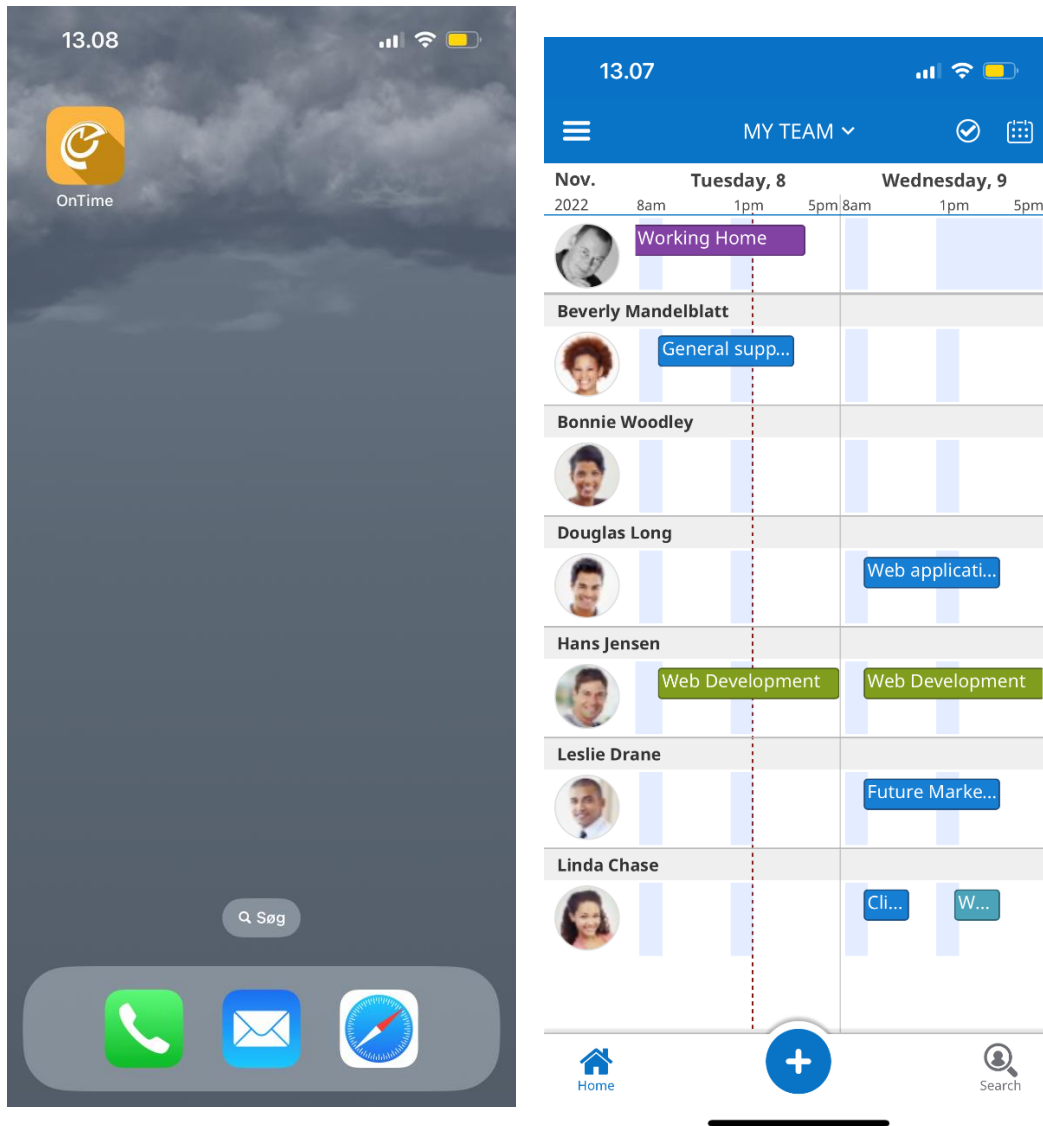 13.08
OnTime
Søg
13.07
MY TEAM
Nov. Tuesday, 8 Wednesday, 9
2022 8am 1pm 5pm 8am 1pm 5pm
Working Home
Beverly Mandelblatt
General supp...
Bonnie Woodley
Douglas Long
Web applicati...
Hans Jensen
Web Development Web Development
Leslie Drane
Future Marke...
Linda Chase
Cli... W...
Home Search